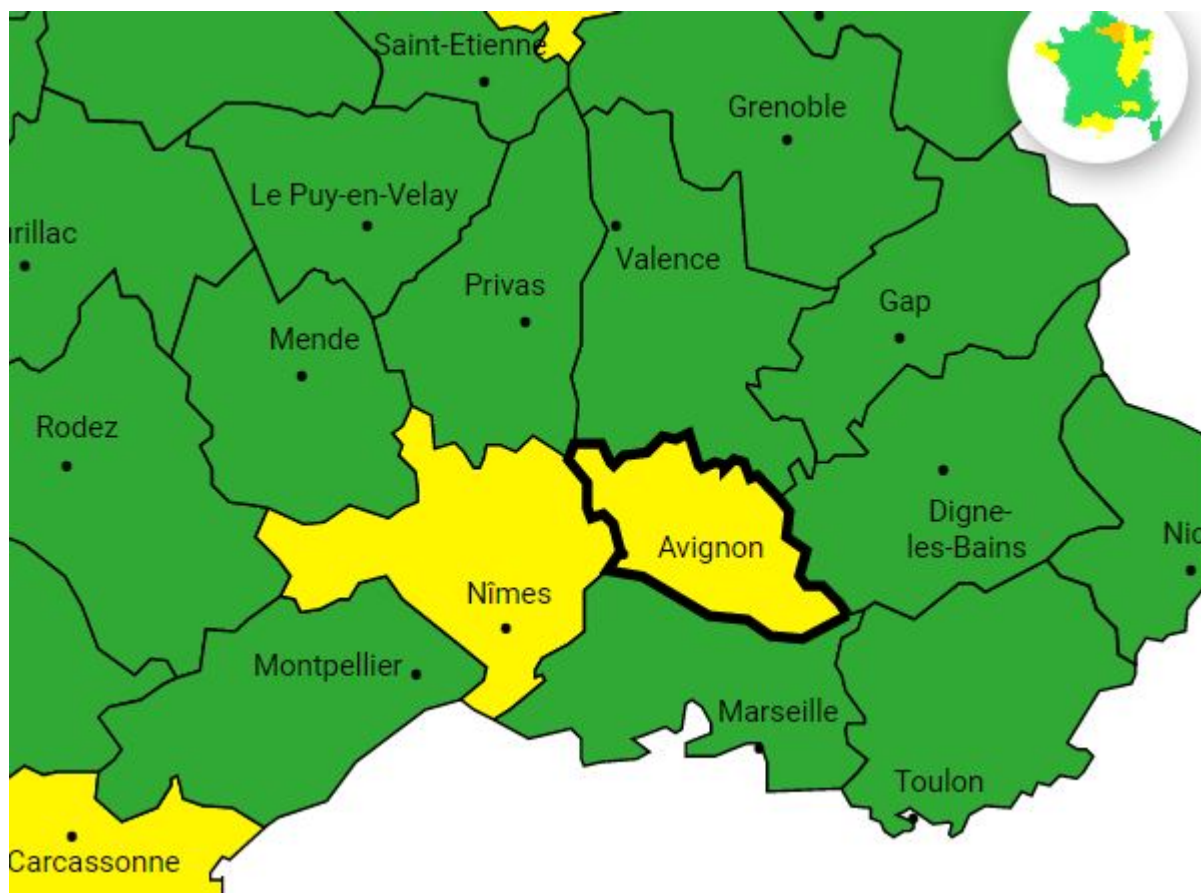 Saint-Etienne
Grenoble
Le Puy-en-Velay
rillac
Valence
Privas
Gap
Mende
Rodez
Digne-
les-Bains
Nic
Avignon
Nîmes
Montpellier
Marseille
Toulon
Carcassonne